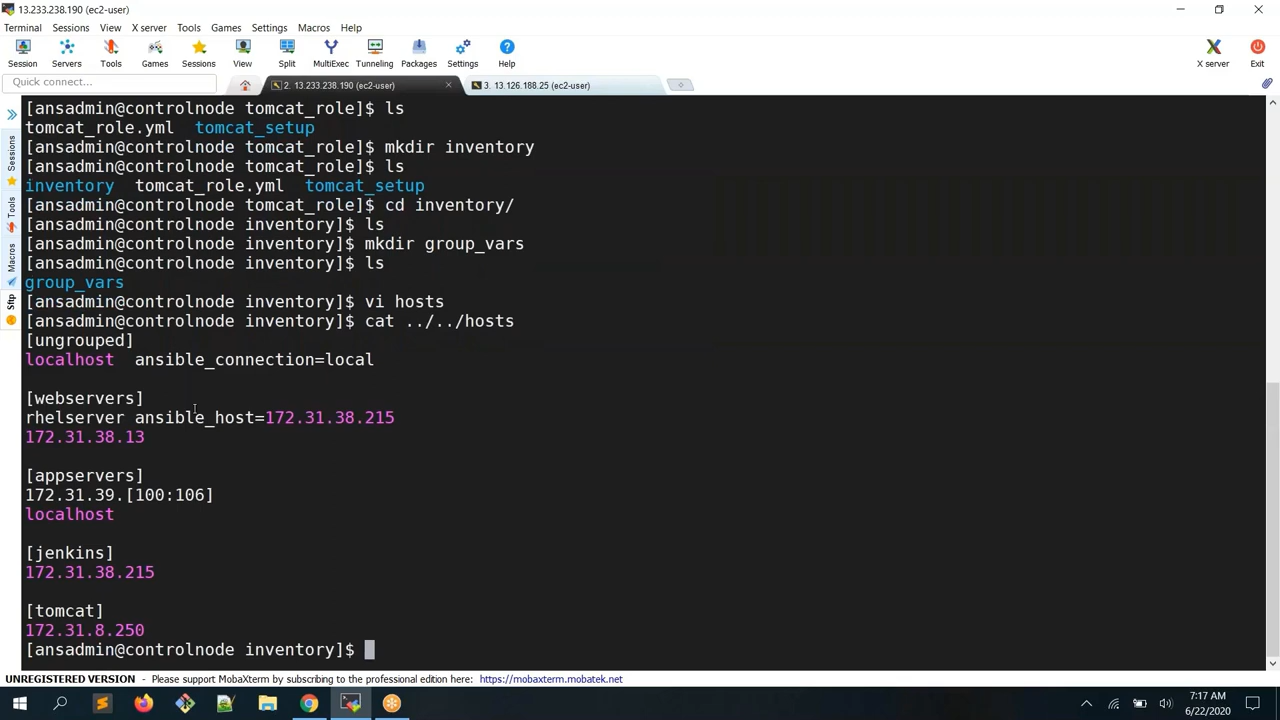 13.233.238.190 (ec2-user)
Terminal Sessions View X server Tools Games Settings Macros Help
Session Servers Tools Games Sessions View Split MultiExec Tunneling Packages Settings Help X server Exit
Quick connect... 2. 13.233.238.190 (ec2-user) 3. 13.126.188.25 (ec2-user)
Sessions
Tools
Macros
Sftp
[ansadmin@controlnode tomcat_role]$ ls
tomcat_role.yml tomcat_setup
[ansadmin@controlnode tomcat_role]$ mkdir inventory
[ansadmin@controlnode tomcat_role]$ ls
inventory tomcat_role.yml tomcat_setup
[ansadmin@controlnode tomcat_role]$ cd inventory/
[ansadmin@controlnode inventory]$ ls
[ansadmin@controlnode inventory]$ mkdir group_vars
[ansadmin@controlnode inventory]$ ls
group_vars
[ansadmin@controlnode inventory]$ vi hosts
[ansadmin@controlnode inventory]$ cat ../../hosts
[ungrouped]
localhost ansible_connection=local
[webservers]
rhelserver ansible_host=172.31.38.215
172.31.38.13
[appservers]
172.31.39.[100:106]
localhost
[jenkins]
172.31.38.215
[tomcat]
172.31.8.250
[ansadmin@controlnode inventory]$
UNREGISTERED VERSION - Please support MobaXterm by subscribing to the professional edition here: https://mobaxterm.mobatek.net
7:17 AM
6/22/2020